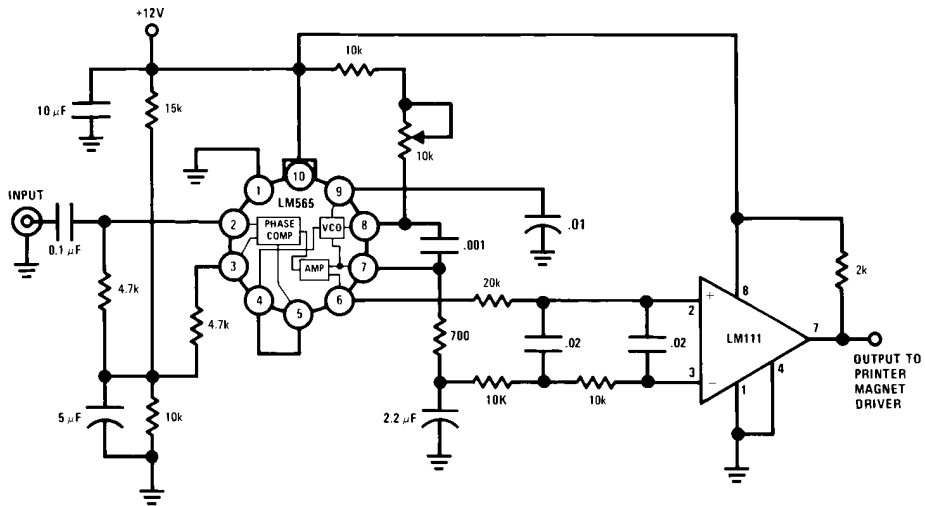 +12V
10k
10 µF
15k
10k
10
1
9
LM565
INPUT
2
PHASE
COMP
VCO
8
.01
0.1 µF
.001
3
AMP
7
2k
4.7k
4
6
20k
8
5
+
4.7k
2
7
700
.02
.02
LM111
3
–
4
OUTPUT TO
PRINTER
MAGNET
DRIVER
10K
10k
1
5 µF
10k
2.2 µF